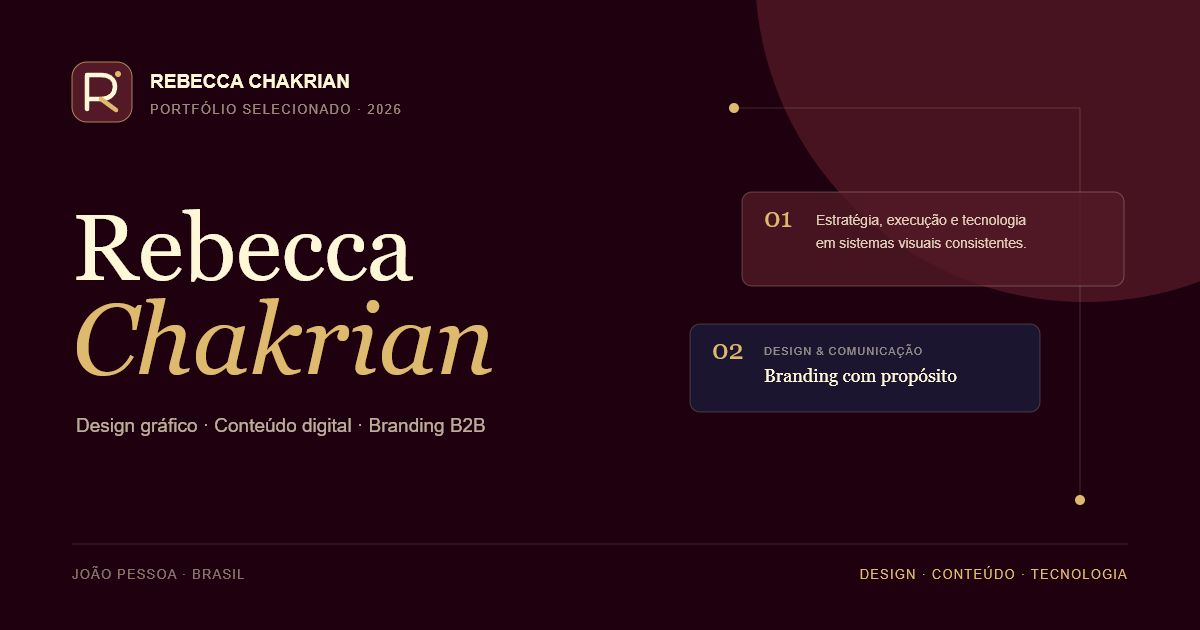 R
REBECCA CHAKRIAN
PORTFÓLIO SELECIONADO · 2026
Rebecca
Chakrian
Design gráfico · Conteúdo digital · Branding B2B
01
Estratégia, execução e tecnologia
em sistemas visuais consistentes.
02
DESIGN & COMUNICAÇÃO
Branding com propósito
JOÃO PESSOA · BRASIL
DESIGN · CONTEÚDO · TECNOLOGIA